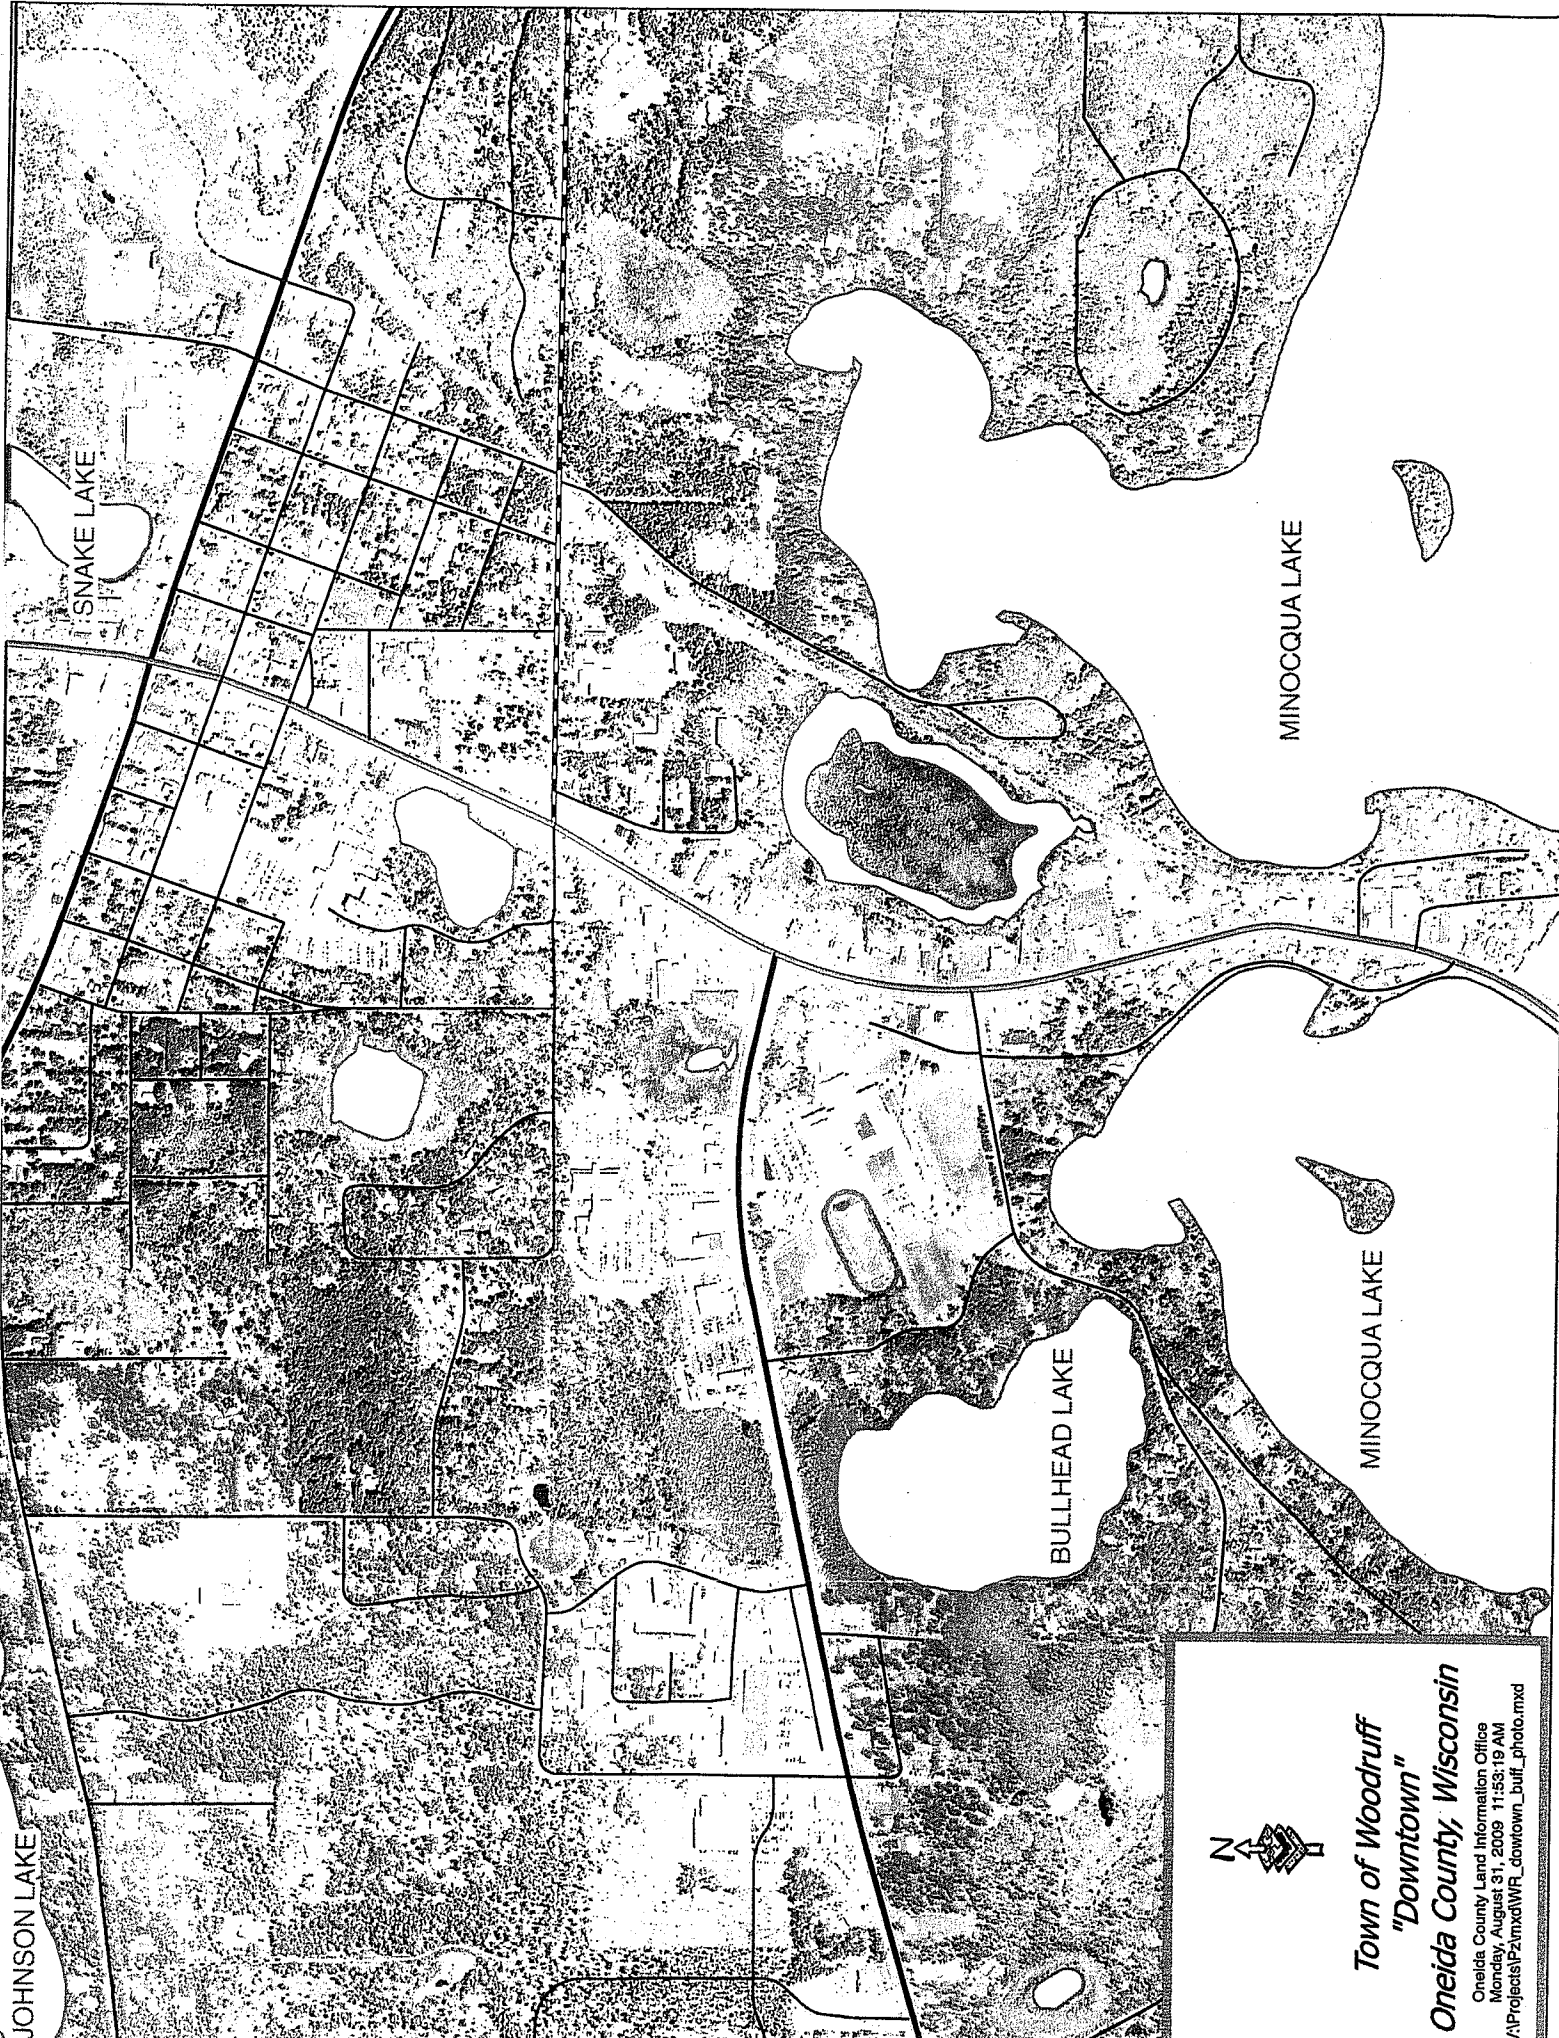 JOHNSON LAKE
SNAKE LAKE
BULLHEAD LAKE
MINOCQUA LAKE
MINOCQUA LAKE
N
Town of Woodruff
"Downtown"
Oneida County, Wisconsin
Oneida County Land Information Office
Monday, August 31, 2009 11:53:19 AM